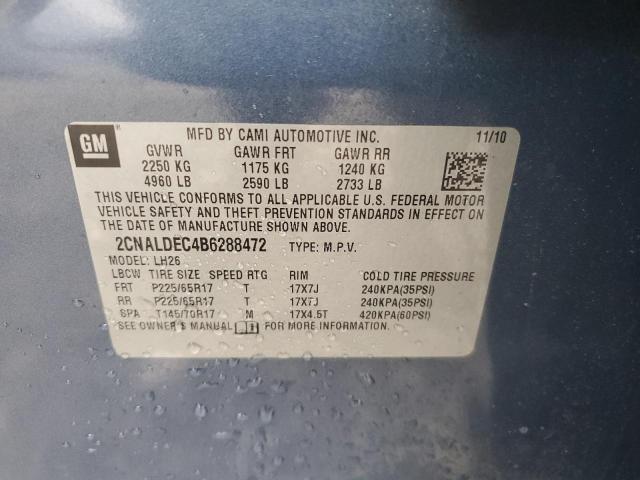 GM ®
MFD BY CAMI AUTOMOTIVE INC. 11/10
GVWR GAWR FRT GAWR RR
2250 KG 1175 KG 1240 KG
4960 LB 2590 LB 2733 LB
THIS VEHICLE CONFORMS TO ALL APPLICABLE U.S. FEDERAL MOTOR
VEHICLE SAFETY AND THEFT PREVENTION STANDARDS IN EFFECT ON
THE DATE OF MANUFACTURE SHOWN ABOVE.
2CNALDEC4B6288472 TYPE: M.P.V.
MODEL: LH26
LBCW TIRE SIZE SPEED RTG RIM COLD TIRE PRESSURE
FRT P225/65R17 T 17X7J 240KPA(35PSI)
RR P225/65R17 T 17X7J 240KPA(35PSI)
SPA T145/70R17 M 17X4.5T 420KPA(60PSI)
SEE OWNER'S MANUAL FOR MORE INFORMATION.